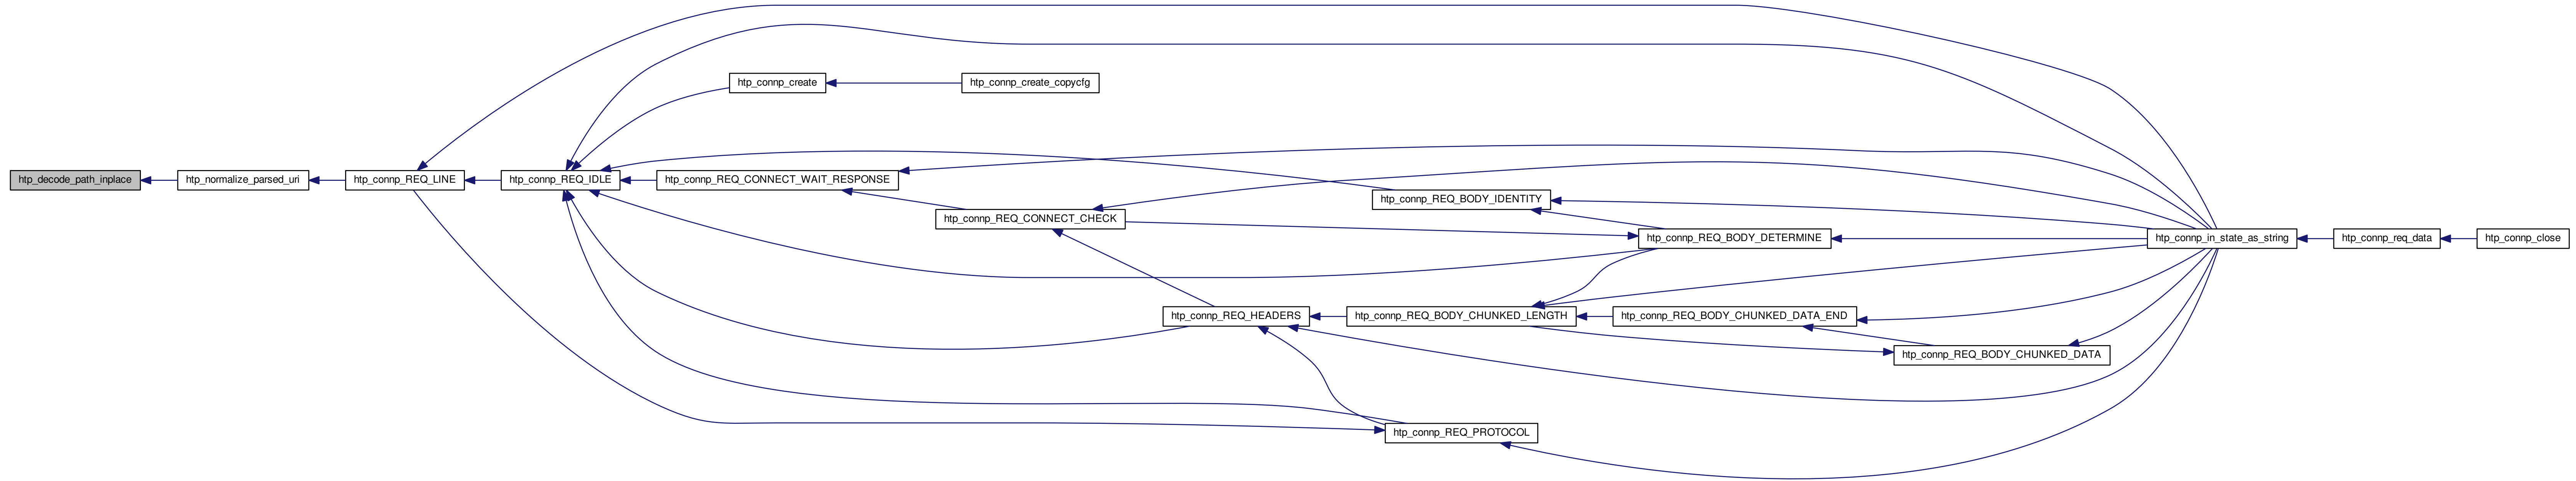 htp_decode_path_inplace
htp_normalize_parsed_uri
htp_connp_REQ_LINE
htp_connp_REQ_IDLE
htp_connp_create
htp_connp_create_copycfg
htp_connp_REQ_CONNECT_WAIT_RESPONSE
htp_connp_REQ_CONNECT_CHECK
htp_connp_REQ_BODY_IDENTITY
htp_connp_REQ_BODY_DETERMINE
htp_connp_REQ_HEADERS
htp_connp_REQ_BODY_CHUNKED_LENGTH
htp_connp_REQ_BODY_CHUNKED_DATA_END
htp_connp_REQ_BODY_CHUNKED_DATA
htp_connp_REQ_PROTOCOL
htp_connp_in_state_as_string
htp_connp_req_data
htp_connp_close